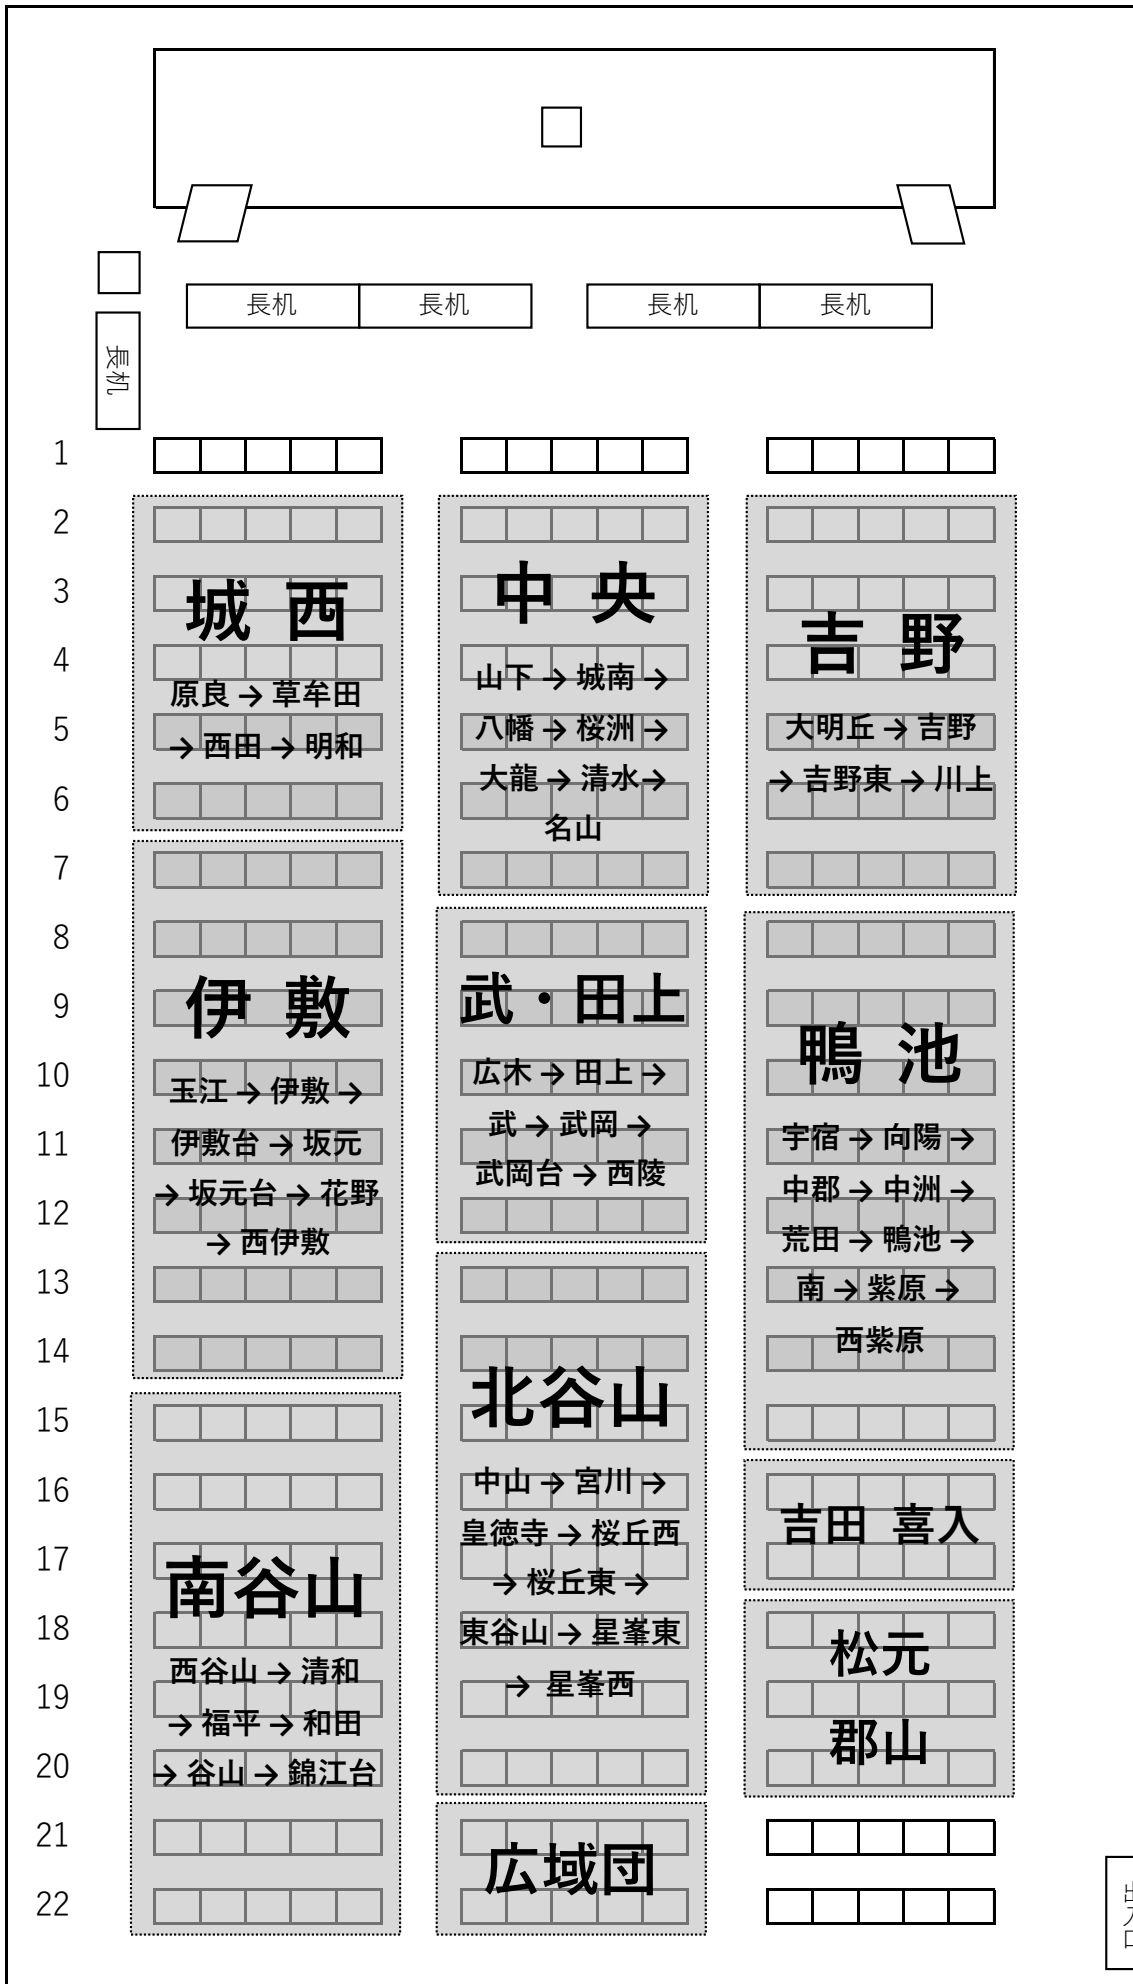 長机
長机
長机
長机
長机
1
2
3
4
5
6
7
8
9
10
11
12
13
14
15
16
17
18
19
20
21
22
城 西
原良 → 草牟田
→ 西田 → 明和
伊 敷
玉江 → 伊敷 →
伊敷台 → 坂元
→ 坂元台 → 花野
→ 西伊敷
南谷山
西谷山 → 清和
→ 福平 → 和田
→ 谷山 → 錦江台
中 央
山下 → 城南 →
八幡 → 桜洲 →
大龍 → 清水→
名山
武・田上
広木 → 田上 →
武 → 武岡 →
武岡台 → 西陵
北谷山
中山 → 宮川 →
皇徳寺 → 桜丘西
→ 桜丘東 →
東谷山 → 星峯東
→ 星峯西
広域団
吉 野
大明丘 → 吉野
→ 吉野東 → 川上
鴨 池
宇宿 → 向陽 →
中郡 → 中洲 →
荒田 → 鴨池 →
南 → 紫原 →
西紫原
吉田 喜入
松元
郡山
出入口